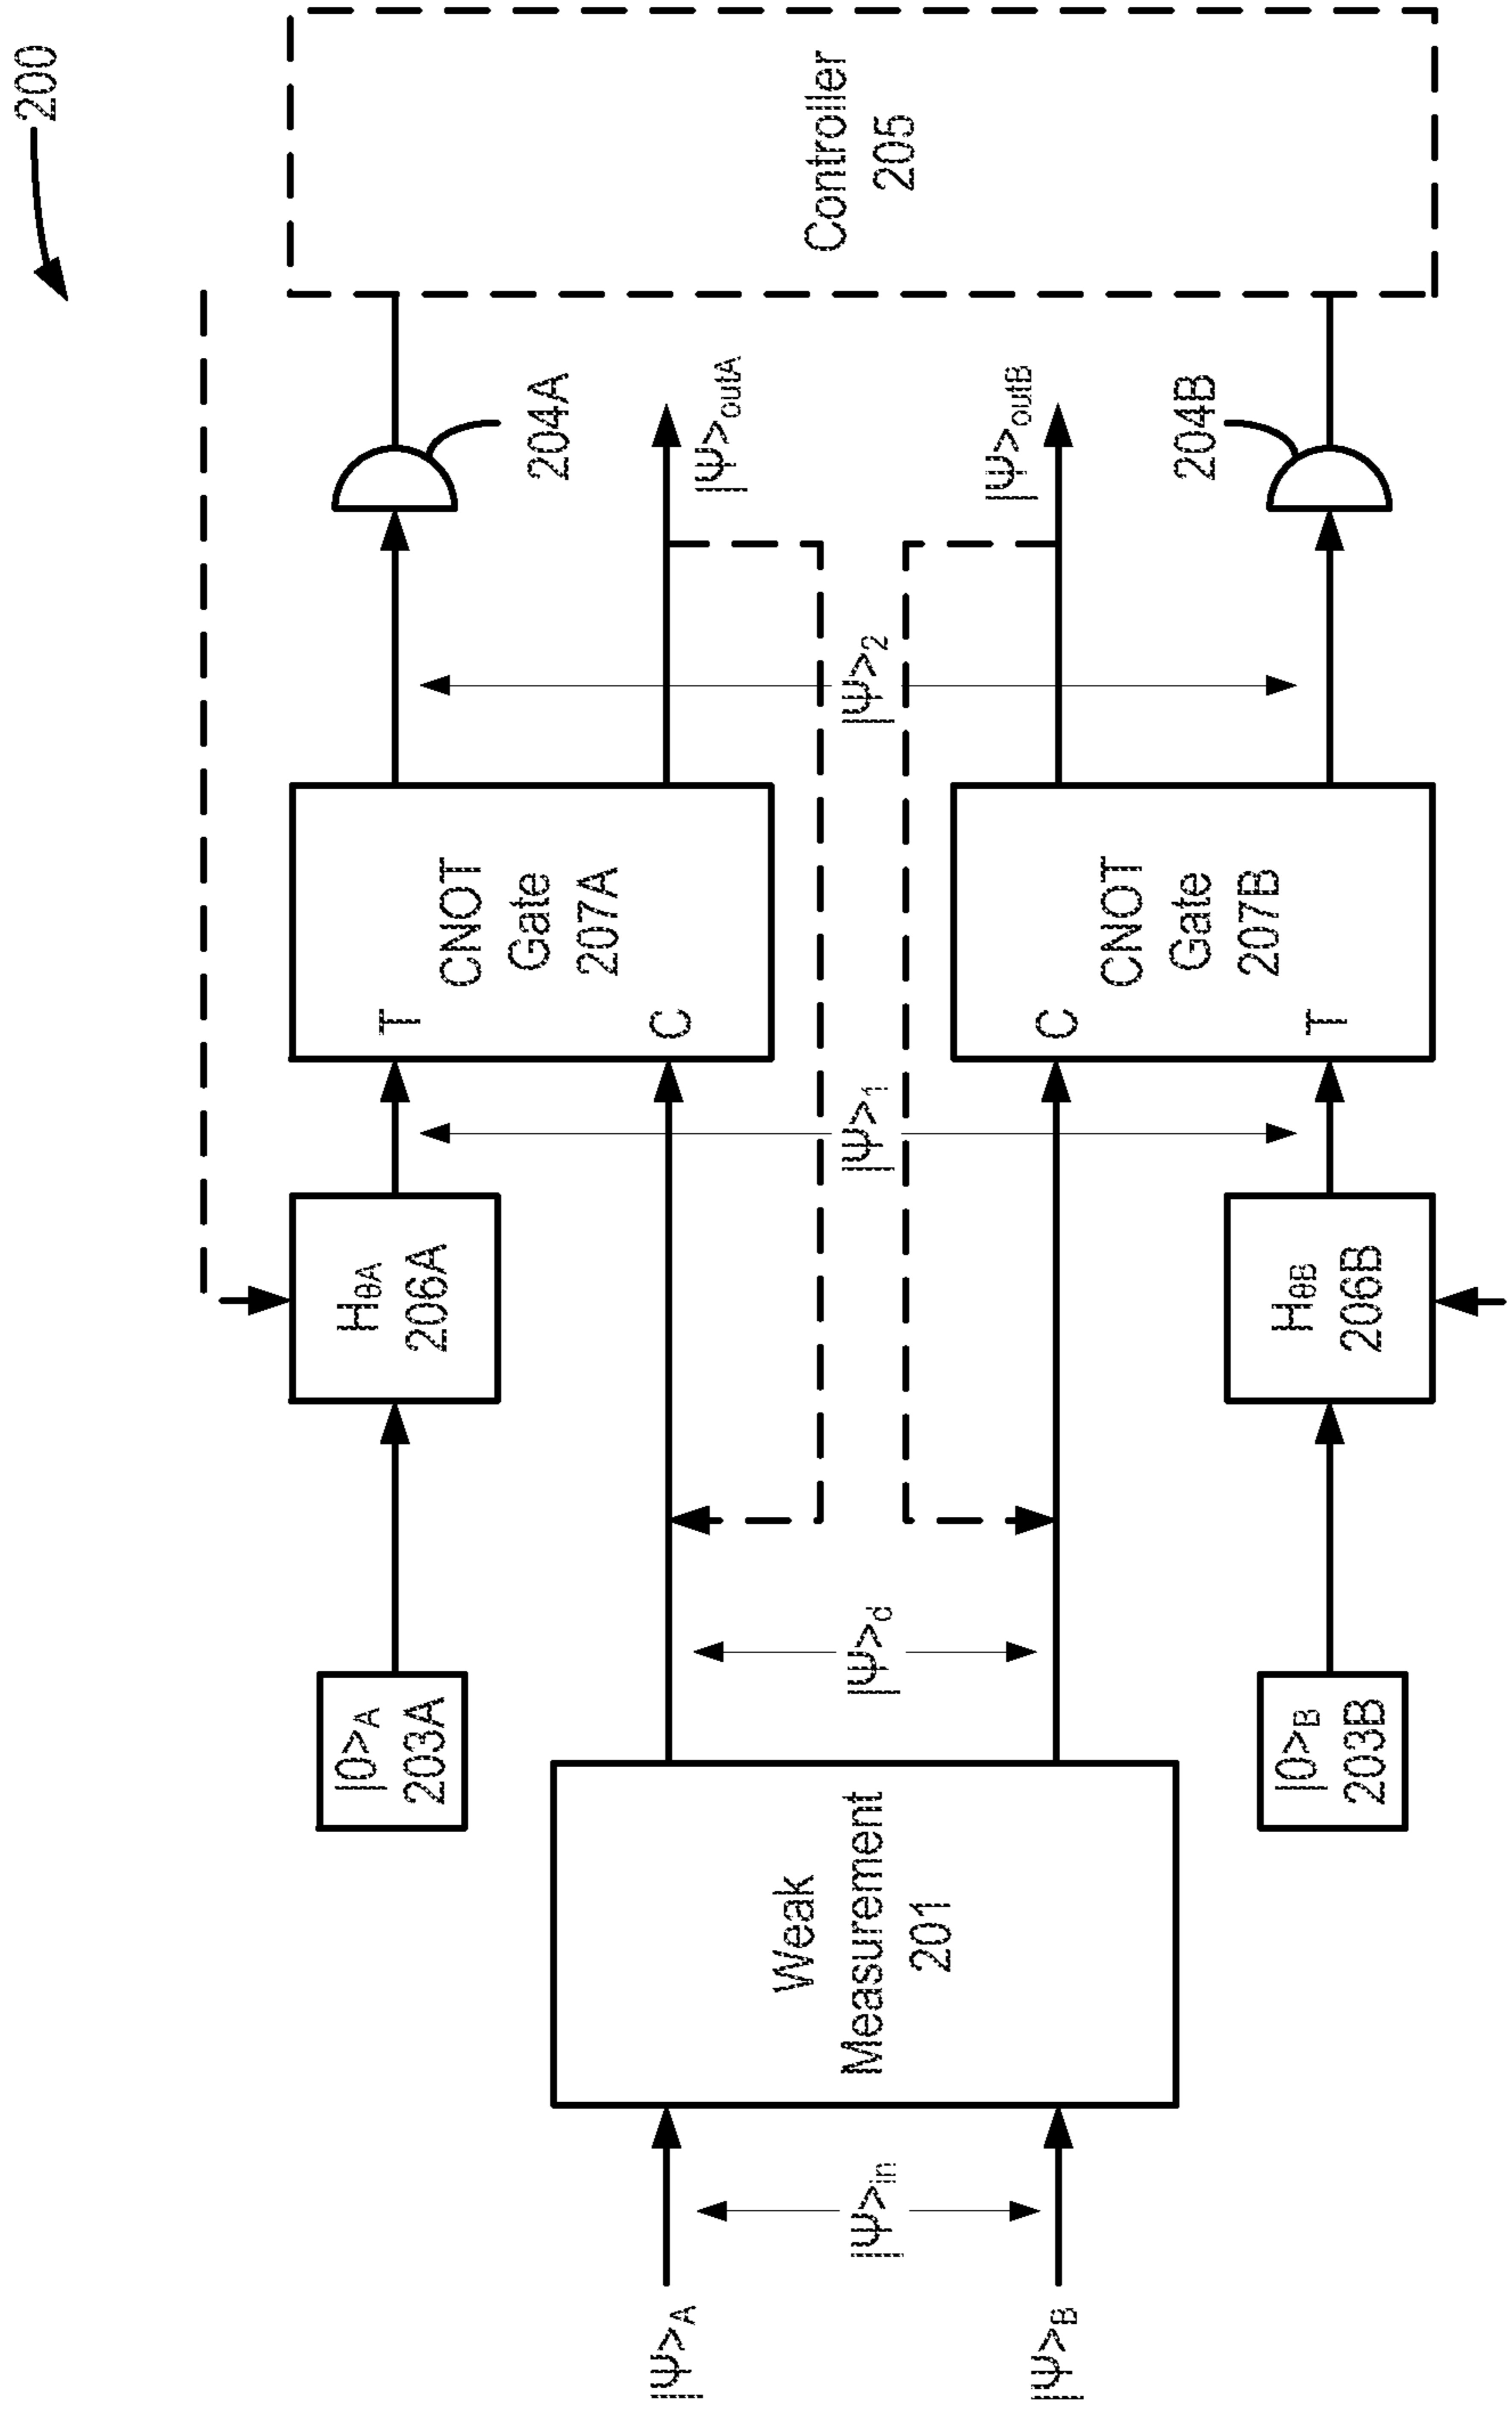 200
|0>A
203A
HθA
206A
T
C
CNOT
Gate
207A
204A
|Ψ>outA
|Ψ>A
|Ψ>in
|Ψ>B
Weak
Measurement
201
|Ψ>d
|Ψ>1
|Ψ>2
Controller
205
|Ψ>outB
C
T
CNOT
Gate
207B
204B
|0>B
203B
HθB
206B